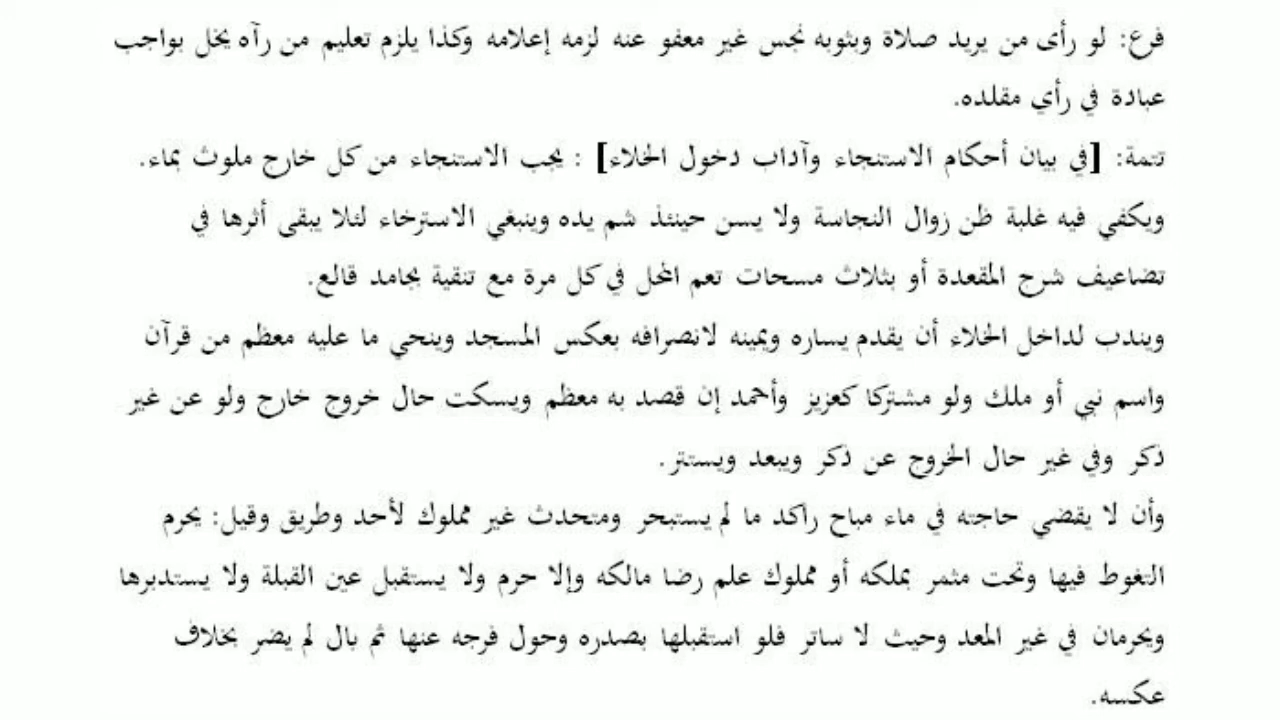 فرع: لو رأى من يريد صلاة وبثوبه نجس غير معفو عنه لزمه إعلامه وكذا يلزم تعليم من رآه يخل بواجب
عبادة في رأي مقلده.
تتمة: [في بيان أحكام الاستنجاء وآداب دخول الخلاء] : يجب الاستنجاء من كل خارج ملوث بماء.
ويكفي فيه غلبة ظن زوال النجاسة ولا يسن حينئذ شم يده وينبغي الاسترخاء لئلا يبقى أثرها في
تضاعيف شرح المقعدة أو بثلاث مسحات تعم المحل في كل مرة مع تنقية بجامد قالع.
ويندب لداخل الخلاء أن يقدم يساره ويمينه لانصرافه بعكس المسجد وينحي ما عليه معظم من قرآن
واسم نبي أو ملك ولو مشتركا كعزيز وأحمد إن قصد به معظم ويسكت حال خروج خارج ولو عن غير
ذكر وفي غير حال الخروج عن ذكر ويبعد ويستتر.
وأن لا يقضي حاجته في ماء مباح راكد ما لم يستبحر ومتحدث غير مملوك لأحد وطريق وقيل: يحرم
التغوط فيها وتحت مثمر بملكه أو مملوك علم رضا مالكه وإلا حرم ولا يستقبل عين القبلة ولا يستدبرها
ويحرمان في غير المعد وحيث لا ساتر فلو استقبلها بصدره وحول فرجه عنها ثم بال لم يضر بخلاف
عكسه.